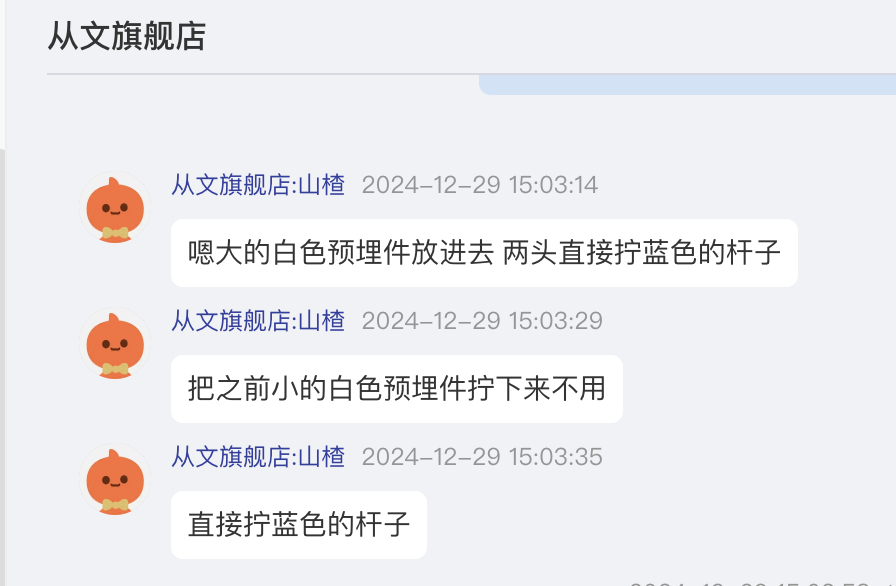 从文旗舰店
从文旗舰店:山楂 2024-12-29 15:03:14
嗯大的白色预埋件放进去 两头直接拧蓝色的杆子
从文旗舰店:山楂 2024-12-29 15:03:29
把之前小的白色预埋件拧下来不用
从文旗舰店:山楂 2024-12-29 15:03:35
直接拧蓝色的杆子